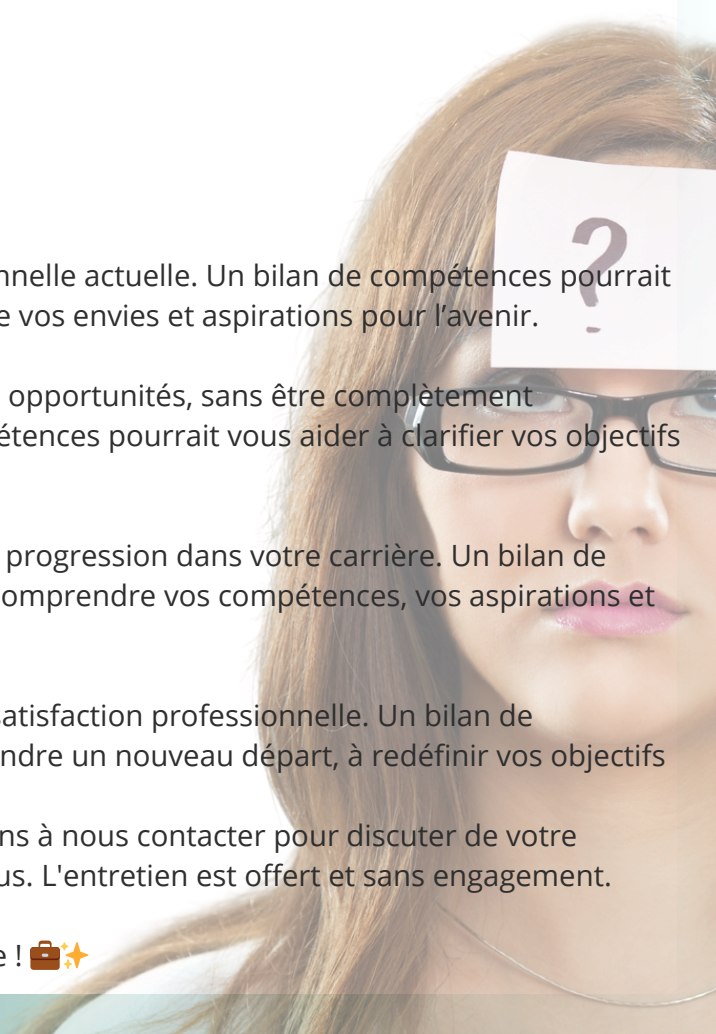 ?
nnelle actuelle. Un bilan de compétences pourrait
e vos envies et aspirations pour l’avenir.
opportunités, sans être complètement
étences pourrait vous aider à clarifier vos objectifs
progression dans votre carrière. Un bilan de
omprendre vos compétences, vos aspirations et
atisfaction professionnelle. Un bilan de
ndre un nouveau départ, à redéfinir vos objectifs
ns à nous contacter pour discuter de votre
us. L'entretien est offert et sans engagement.
e ! 💼✨